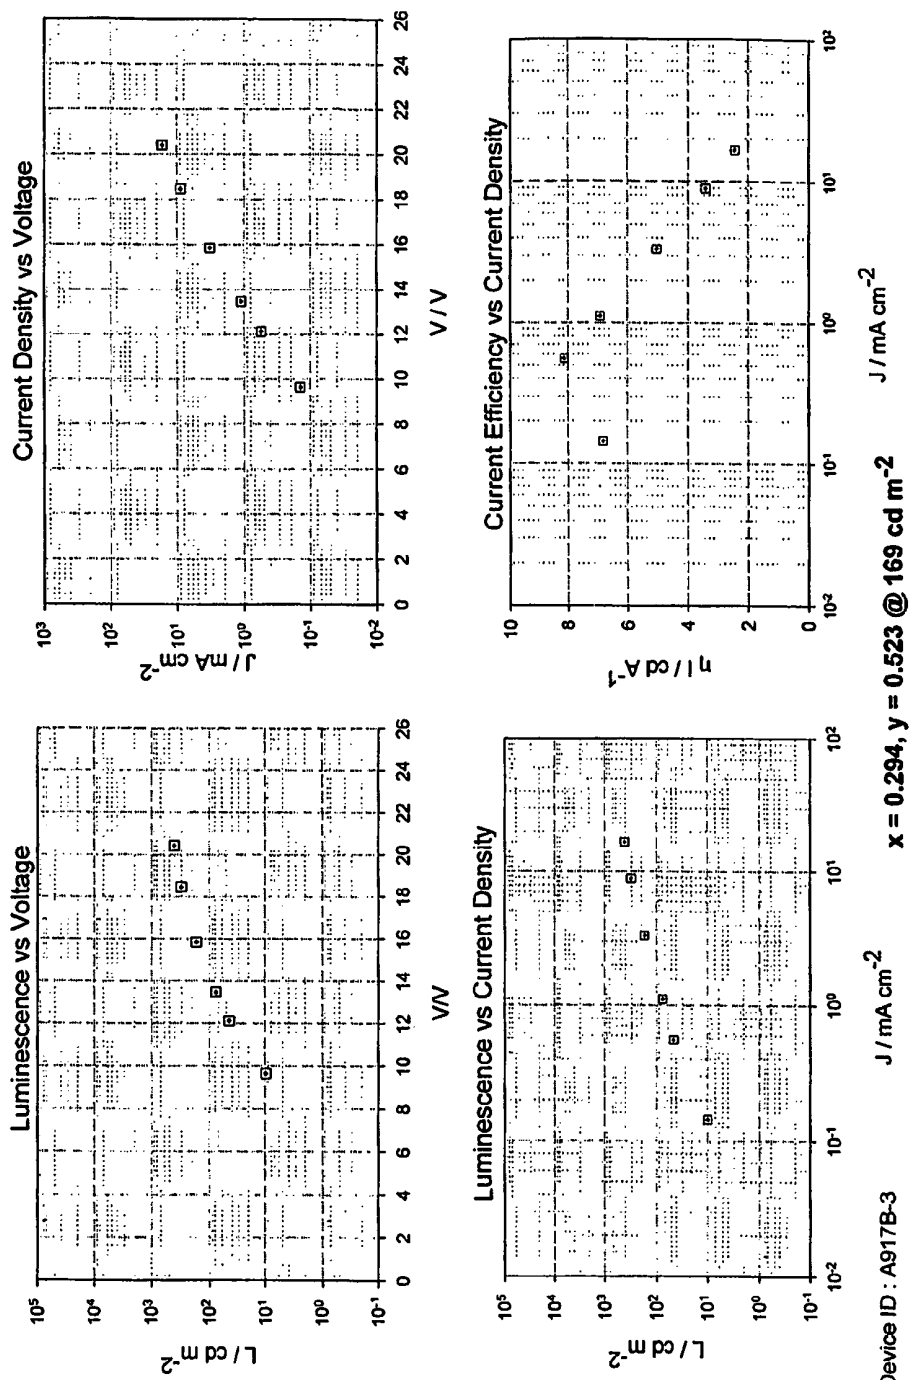 Luminescence vs Voltage
L / cd m-2
10^5
10^4
10^3
10^2
10^1
10^0
10^-1
0 2 4 6 8 10 12 14 16 18 20 22 24 26
V/V
Current Density vs Voltage
J / mA cm-2
10^3
10^2
10^1
10^0
10^-1
10^-2
0 2 4 6 8 10 12 14 16 18 20 22 24 26
V / V
Luminescence vs Current Density
L / cd m-2
10^5
10^4
10^3
10^2
10^1
10^0
10^-1
10^-2 10^-1 10^0 10^1 10^2
J / mA cm-2
Current Efficiency vs Current Density
η I / cd A-1
10
8
6
4
2
0
10^-2 10^-1 10^0 10^1 10^2
J / mA cm-2
Device ID : A917B-3
x = 0.294, y = 0.523 @ 169 cd m-2